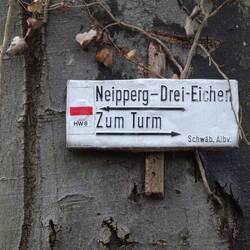 Neipperg-Drei-Eichen
HW8
Zum Turm
Schwäb. Albv.